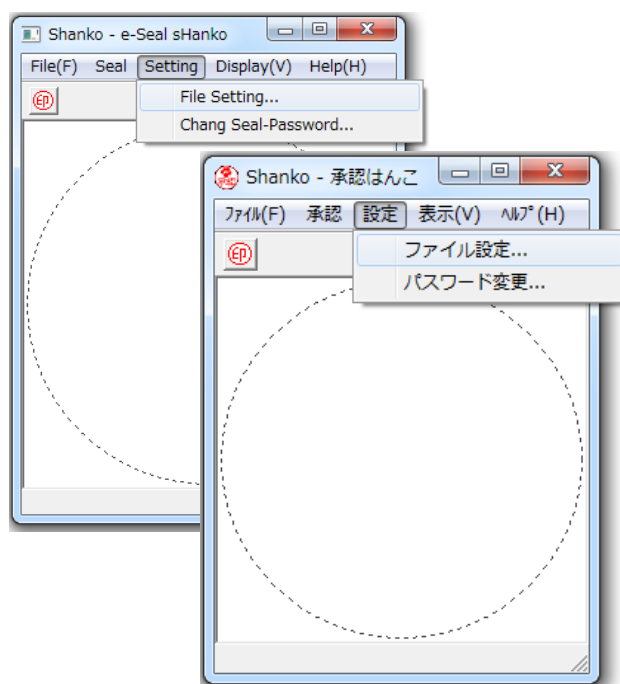 Shanko - e-Seal sHanko
File(F) Seal Setting Display(V) Help(H)
印
File Setting...
Chang Seal-Password...
Shanko - 承認はんこ
ﾌｧｲﾙ(F) 承認 設定 表示(V) ﾍﾙﾌﾟ(H)
印
ファイル設定...
パスワード変更...